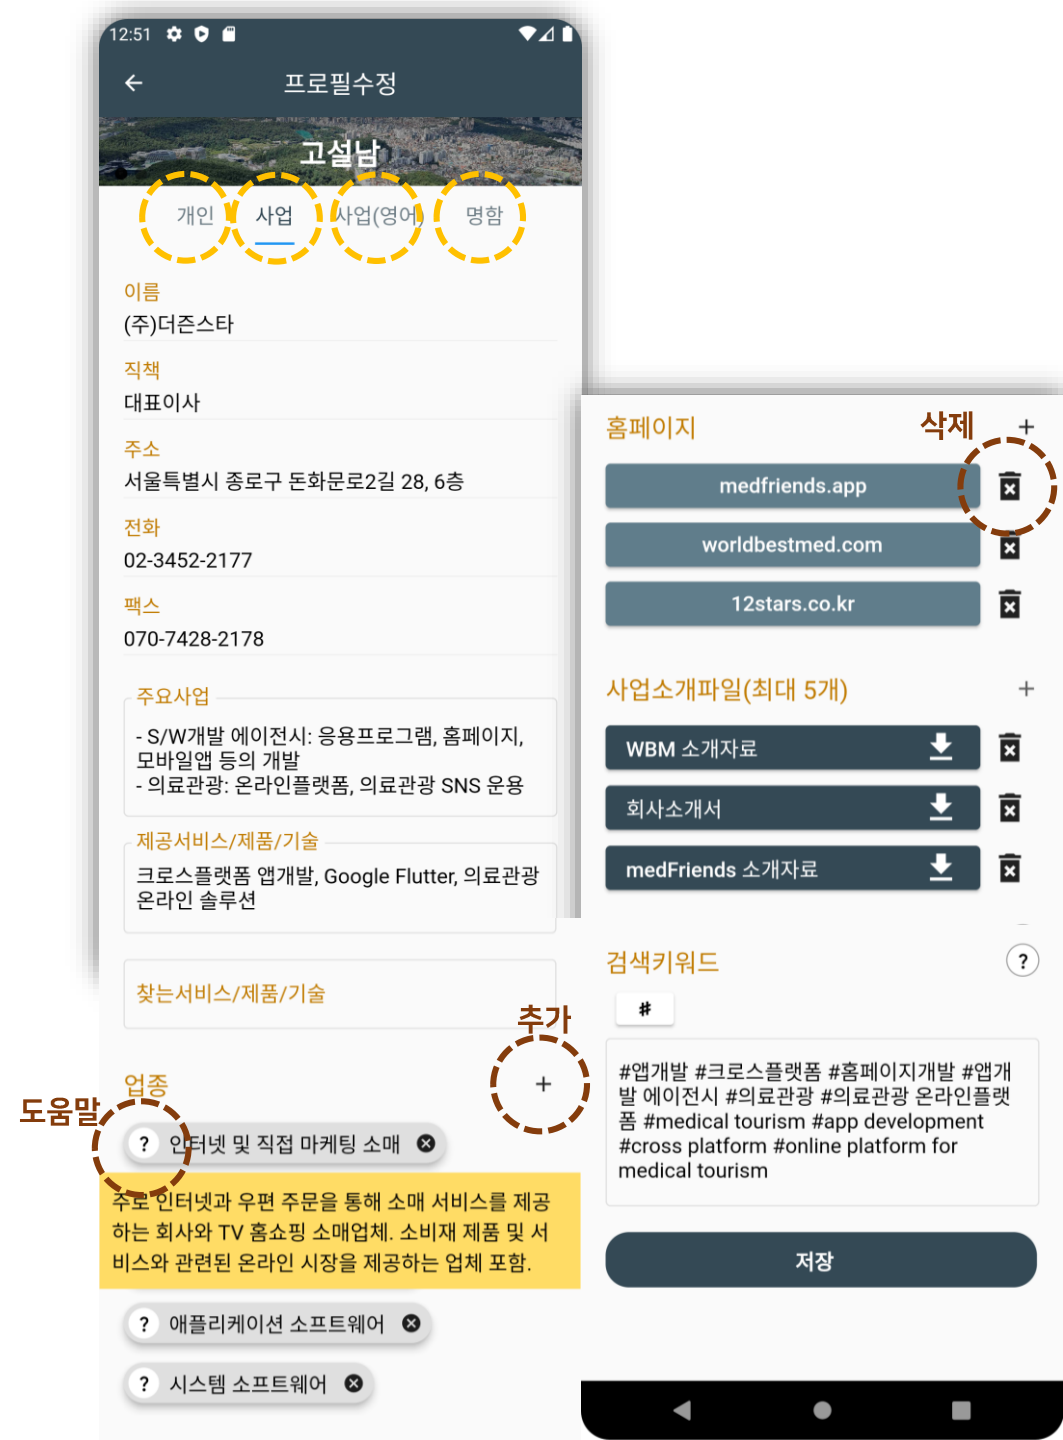 12:51
프로필수정
고설남
개인 사업 사업(영어) 명함
이름
(주)더즌스타
직책
대표이사
주소
서울특별시 종로구 돈화문로2길 28, 6층
전화
02-3452-2177
팩스
070-7428-2178
주요사업
- S/W개발 에이전시: 응용프로그램, 홈페이지,
모바일앱 등의 개발
- 의료관광: 온라인플랫폼, 의료관광 SNS 운용
제공서비스/제품/기술
크로스플랫폼 앱개발, Google Flutter, 의료관광
온라인 솔루션
찾는서비스/제품/기술
추가
업종 +
도움말
? 인터넷 및 직접 마케팅 소매
주로 인터넷과 우편 주문을 통해 소매 서비스를 제공
하는 회사와 TV 홈쇼핑 소매업체. 소비재 제품 및 서
비스와 관련된 온라인 시장을 제공하는 업체 포함.
? 애플리케이션 소프트웨어
? 시스템 소프트웨어
홈페이지 삭제 +
medfriends.app
worldbestmed.com
12stars.co.kr
사업소개파일(최대 5개) +
WBM 소개자료
회사소개서
medFriends 소개자료
검색키워드 ?
#
#앱개발 #크로스플랫폼 #홈페이지개발 #앱개
발 에이전시 #의료관광 #의료관광 온라인플랫
폼 #medical tourism #app development
#cross platform #online platform for
medical tourism
저장